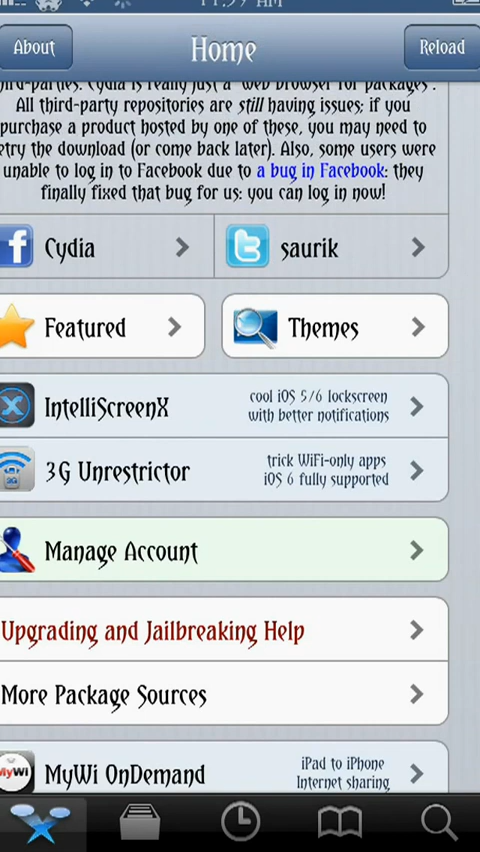 11:59 AM
About
Home
Reload
third-parties. Cydia is really just a "web browser for packages".
All third-party repositories are still having issues; if you
purchase a product hosted by one of these, you may need to
retry the download (or come back later). Also, some users were
unable to log in to Facebook due to a bug in Facebook: they
finally fixed that bug for us: you can log in now!
Cydia
saurik
Featured
Themes
IntelliScreenX
cool iOS 5/6 lockscreen
with better notifications
3G Unrestrictor
trick WiFi-only apps
iOS 6 fully supported
3G
Manage Account
Upgrading and Jailbreaking Help
More Package Sources
MyWi
MyWi OnDemand
iPad to iPhone
Internet sharing